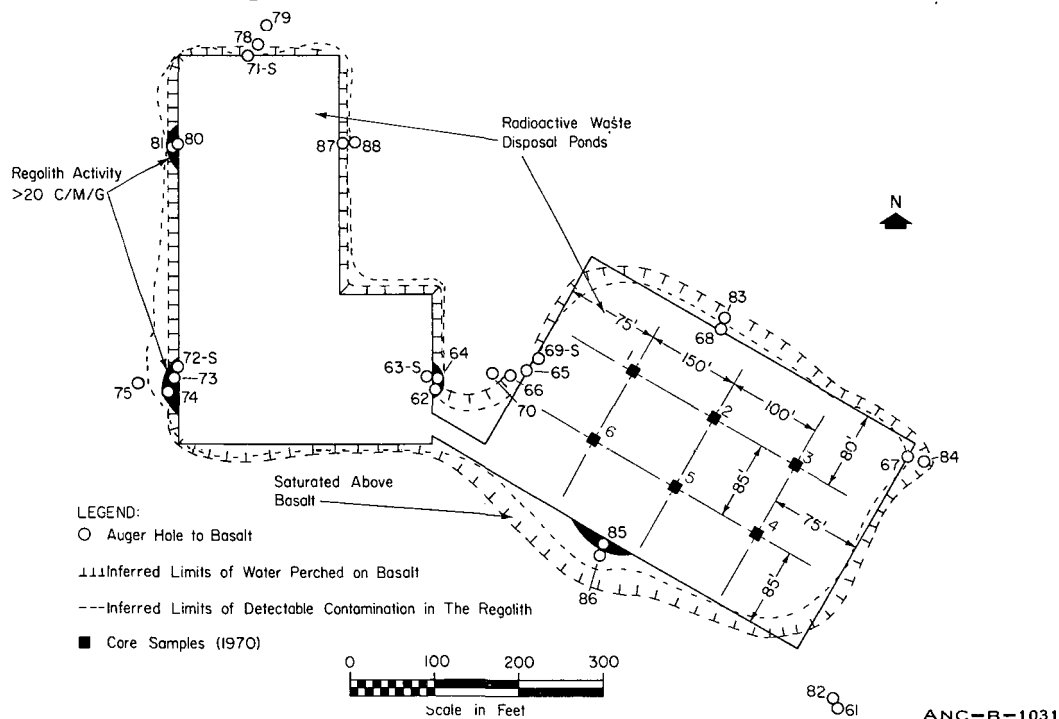 79
78
71-S
81
80
87
88
Radioactive Waste
Disposal Ponds
Regolith Activity
>20 C/M/G
N
83
68
75'
150'
100'
80'
1
2
3
4
5
6
69-S
65
66
70
64
63-S
62
72-S
73
74
75
67
84
85'
75'
85'
Saturated Above
Basalt
85
86
LEGEND:
Auger Hole to Basalt
Inferred Limits of Water Perched on Basalt
Inferred Limits of Detectable Contamination in The Regolith
Core Samples (1970)
0 100 200 300
Scale in Feet
82
61
ANC-B-1031